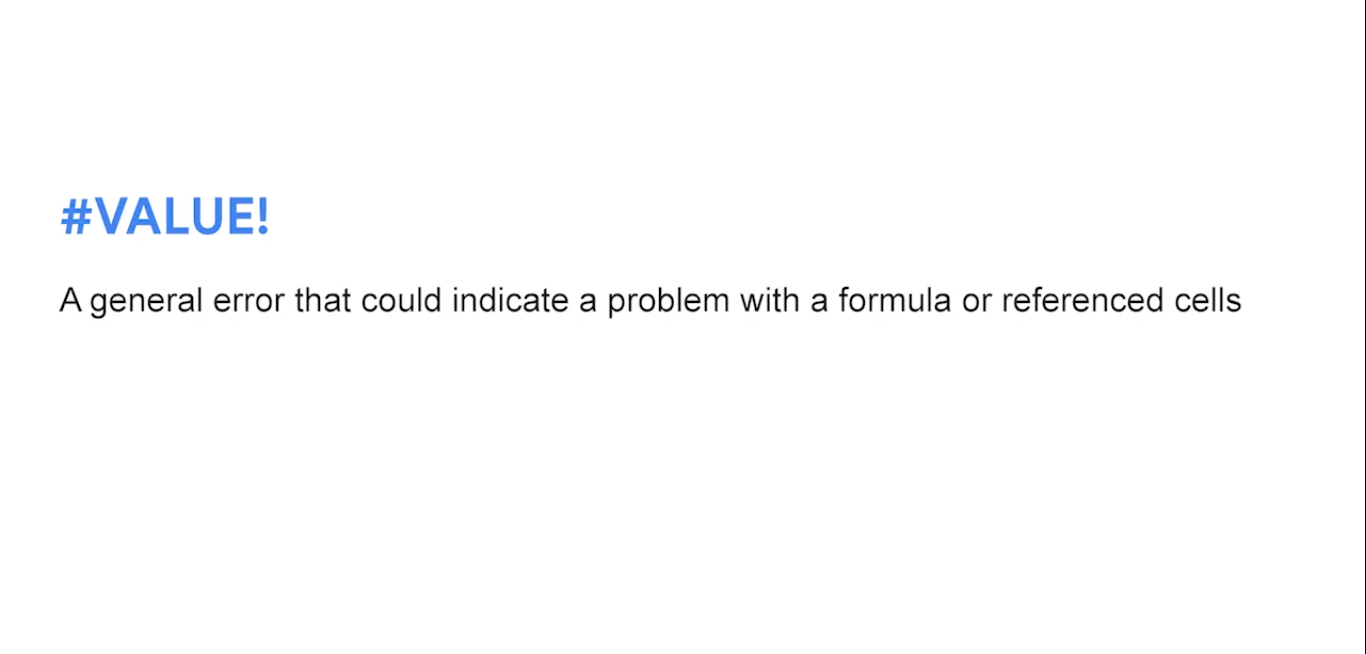 #VALUE!
A general error that could indicate a problem with a formula or referenced cells